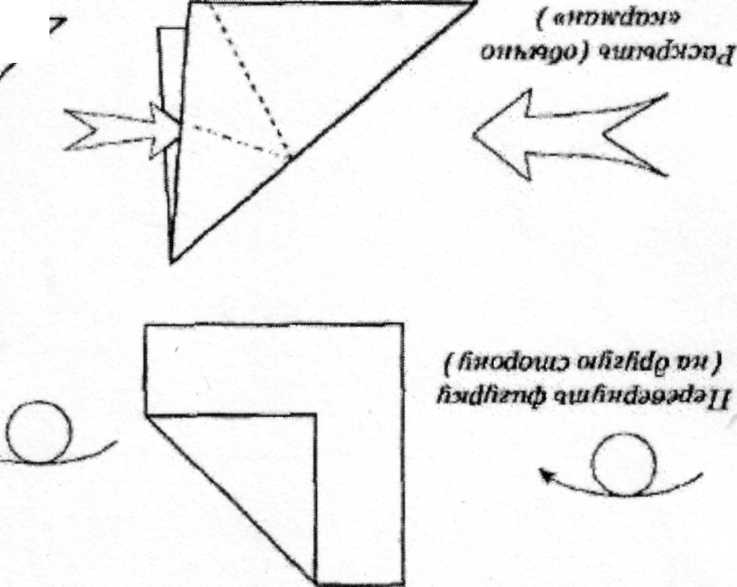 Перевернуть фигурку
(на другую сторону)
Раскрыть (обычно
«карман»)